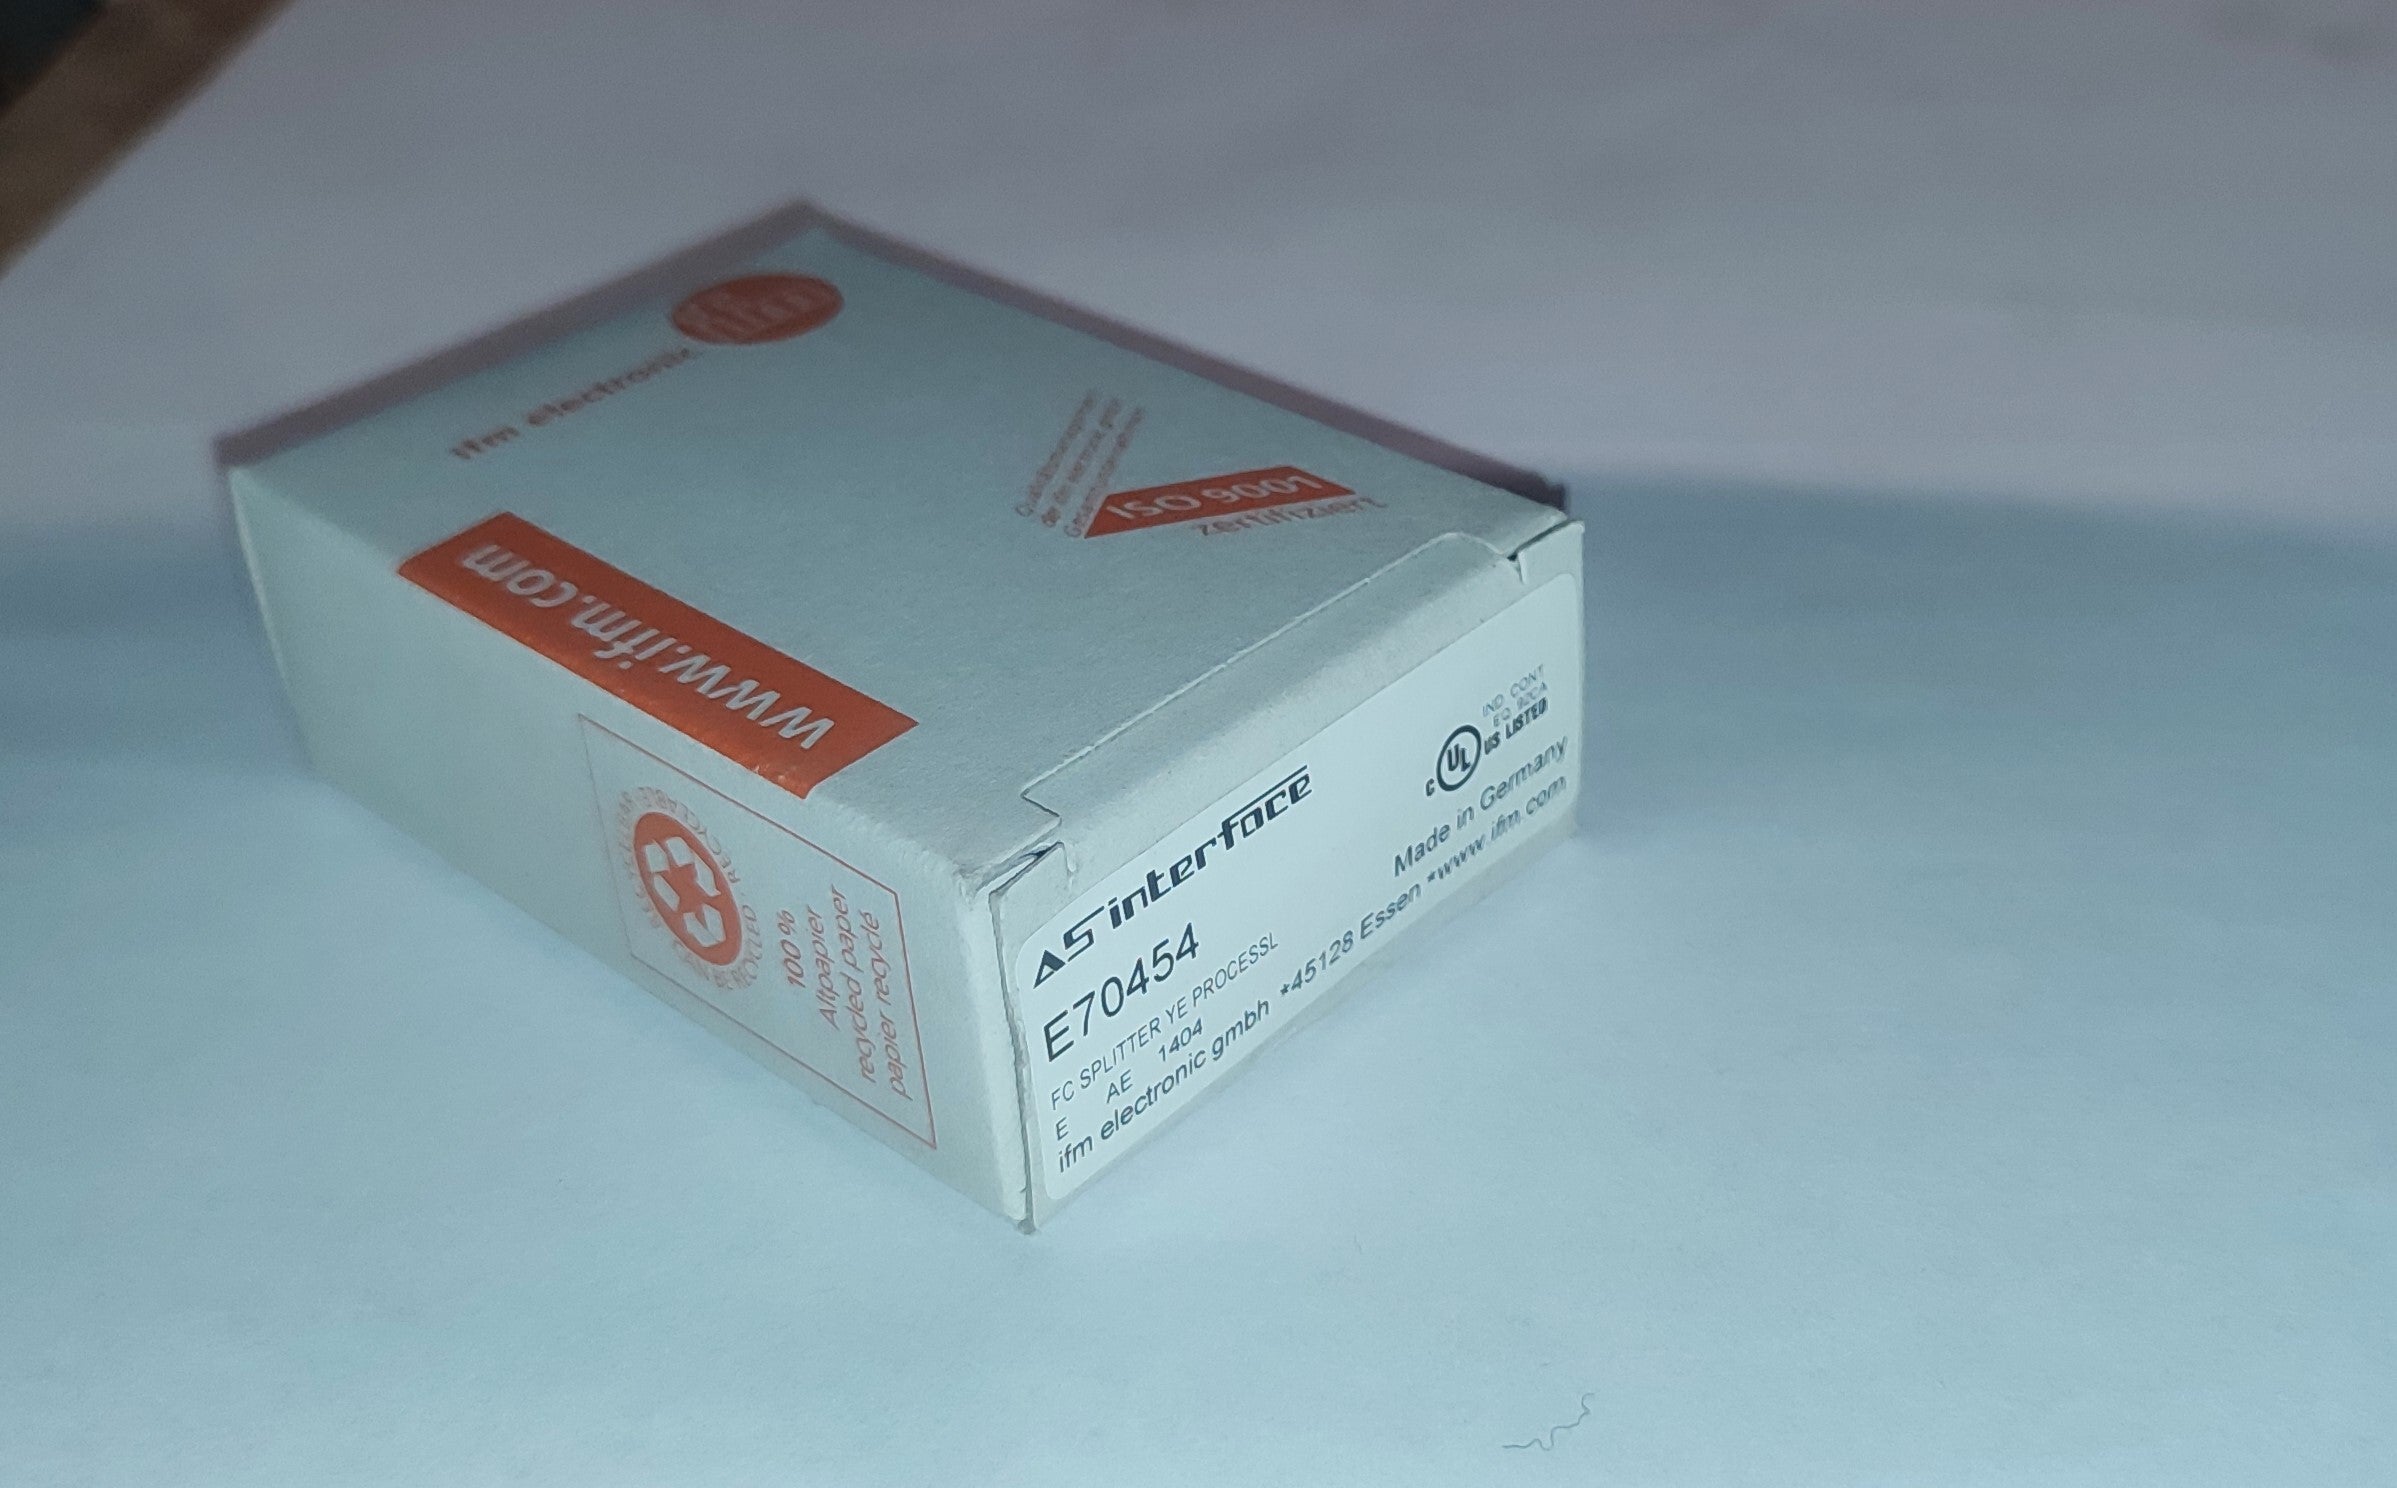 ifm electronic
ISO 9001
zertifiziert
www.ifm.com
100 %
Altpapier
recycled paper
papier recyclé
AS interface
E70454
FC SPLITTER YE PROCESSL
E AE 1404
ifm electronic gmbh *45128 Essen *www.ifm.com
Made in Germany
C UL US LISTED
IND CONT
EQ 92CA